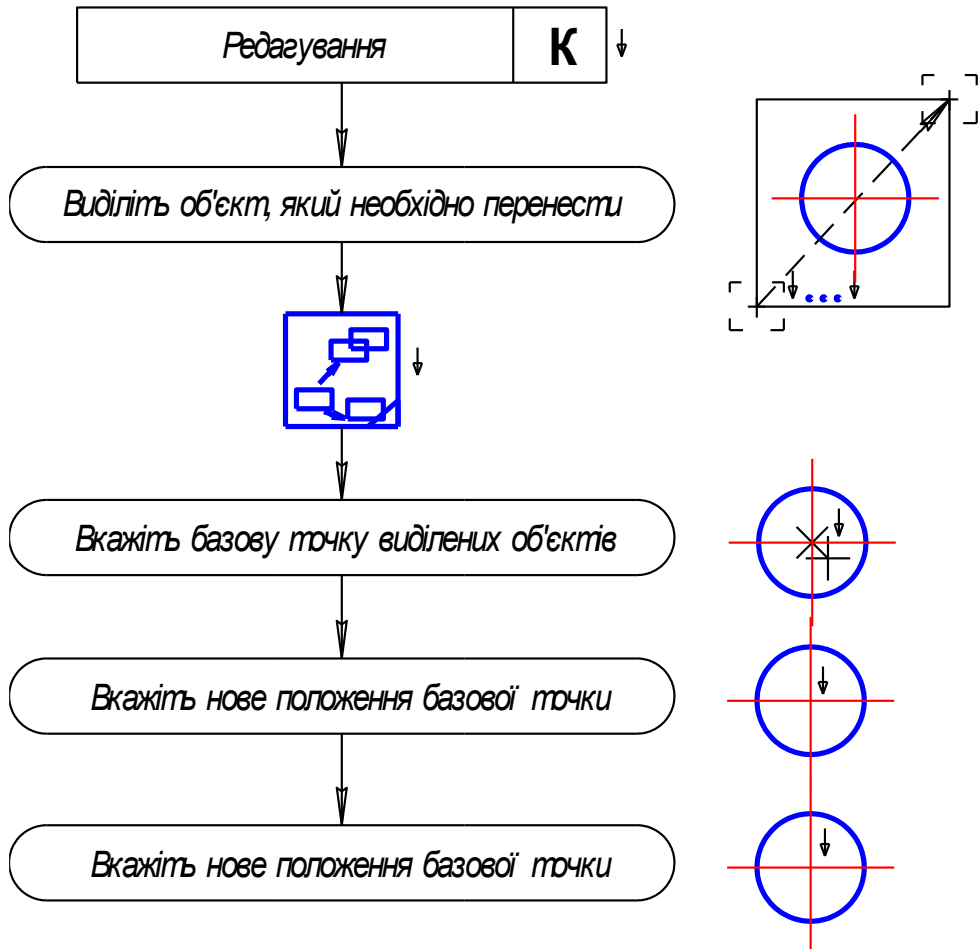 Редагування К
Виділіть об'єкт, який необхідно перенести
Вкажіть базову точку виділених об'єктів
Вкажіть нове положення базової точки
Вкажіть нове положення базової точки